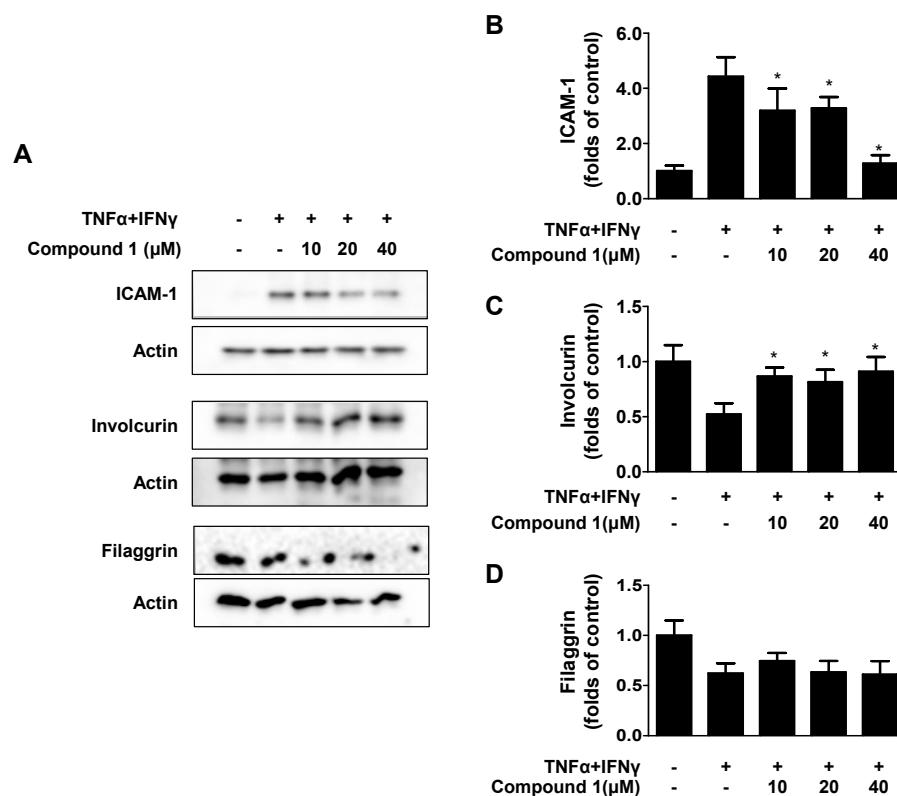 A
TNFα+IFNγ - + + + +
Compound 1 (µM) - - 10 20 40
ICAM-1
Actin
Involcurin
Actin
Filaggrin
Actin
B
ICAM-1
(folds of control)
6.0
4.0
2.0
0.0
* * *
TNFα+IFNγ - + + + +
Compound 1(µM) - - 10 20 40
C
Involcurin
(folds of control)
1.5
1.0
0.5
0.0
* * *
TNFα+IFNγ - + + + +
Compound 1(µM) - - 10 20 40
D
Filaggrin
(folds of control)
1.5
1.0
0.5
0.0
TNFα+IFNγ - + + + +
Compound 1(µM) - - 10 20 40